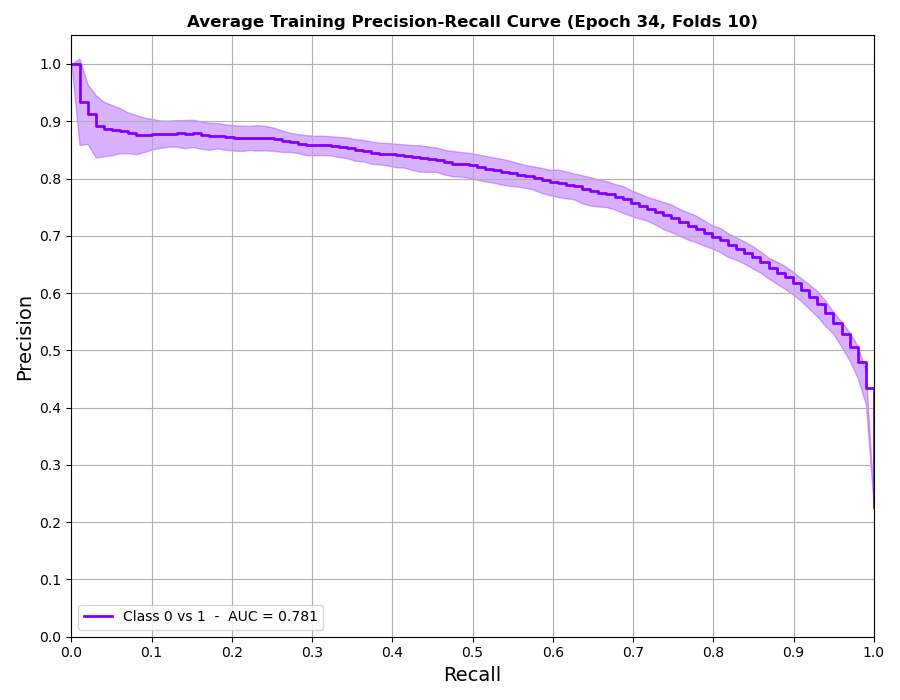 Average Training Precision-Recall Curve (Epoch 34, Folds 10)
Precision
1.0
0.9
0.8
0.7
0.6
0.5
0.4
0.3
0.2
0.1
0.0
Class 0 vs 1 - AUC = 0.781
0.0 0.1 0.2 0.3 0.4 0.5 0.6 0.7 0.8 0.9 1.0
Recall